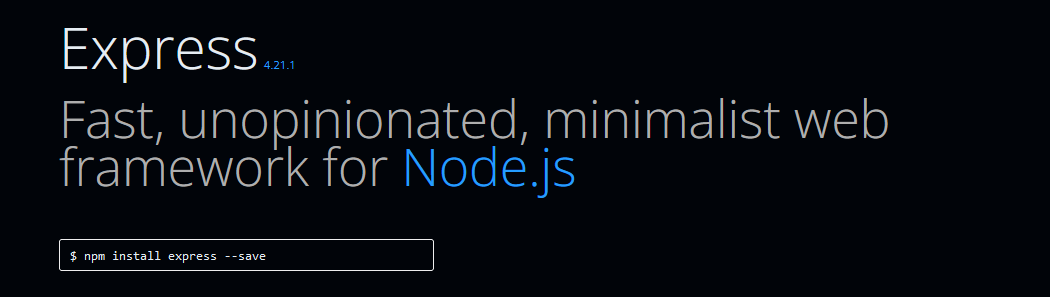 Express 4.21.1
Fast, unopinionated, minimalist web
framework for Node.js
$ npm install express --save